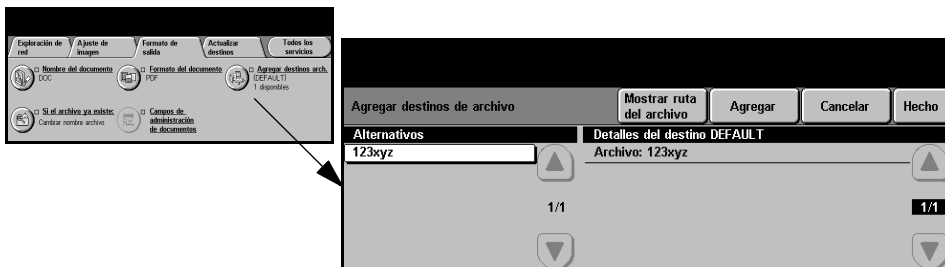 Exploración de red
Ajuste de imagen
Formato de salida
Actualizar destinos
Todos los servicios
Nombre del documento
DOC
Formato del documento
PDF
Agregar destinos arch.
(DEFAULT)
1 disponibles
Si el archivo ya existe:
Cambiar nombre archivo
Campos de
administración
de documentos
Agregar destinos de archivo
Mostrar ruta
del archivo
Agregar
Cancelar
Hecho
Alternativos
Detalles del destino DEFAULT
123xyz
Archivo: 123xyz
1/1
1/1